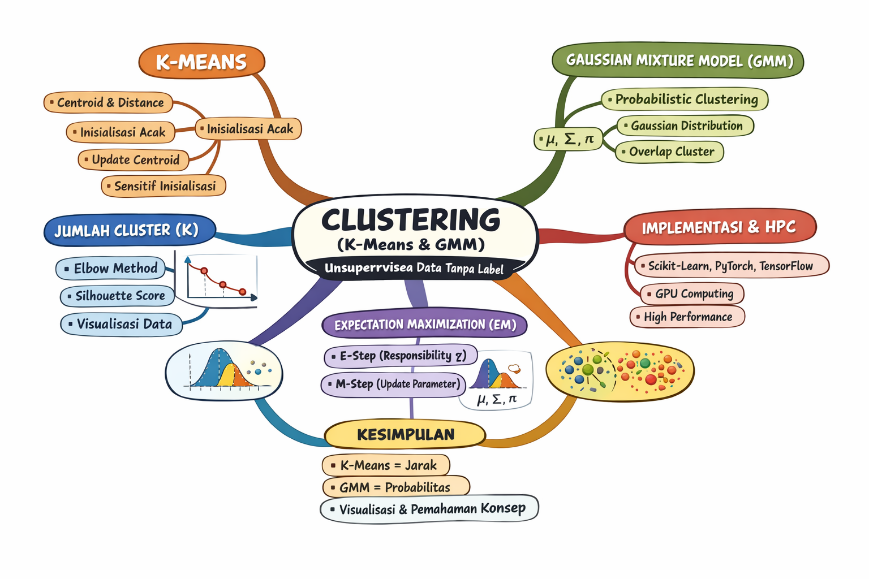 K-MEANS
▪ Centroid & Distance
▪ Inisialisasi Acak
▪ Inisialisasi Acak
▪ Update Centroid
▪ Sensitif Inisialisasi
GAUSSIAN MIXTURE MODEL (GMM)
▪ Probabilistic Clustering
▪ μ, Σ, π
▪ Gaussian Distribution
▪ Overlap Cluster
CLUSTERING
(K-Means & GMM)
Unsuperrvisea Data Tanpa Label
JUMLAH CLUSTER (K)
▪ Elbow Method
▪ Silhouette Score
▪ Visualisasi Data
IMPLEMENTASI & HPC
▪ Scikit-Learn, PyTorch, TensorFlow
▪ GPU Computing
▪ High Performance
EXPECTATION MAXIMIZATION (EM)
▪ E-Step (Responsibility z)
▪ M-Step (Update Parameter)
μ, Σ, π
KESIMPULAN
▪ K-Means = Jarak
▪ GMM = Probabilitas
▪ Visualisasi & Pemahaman Konsep